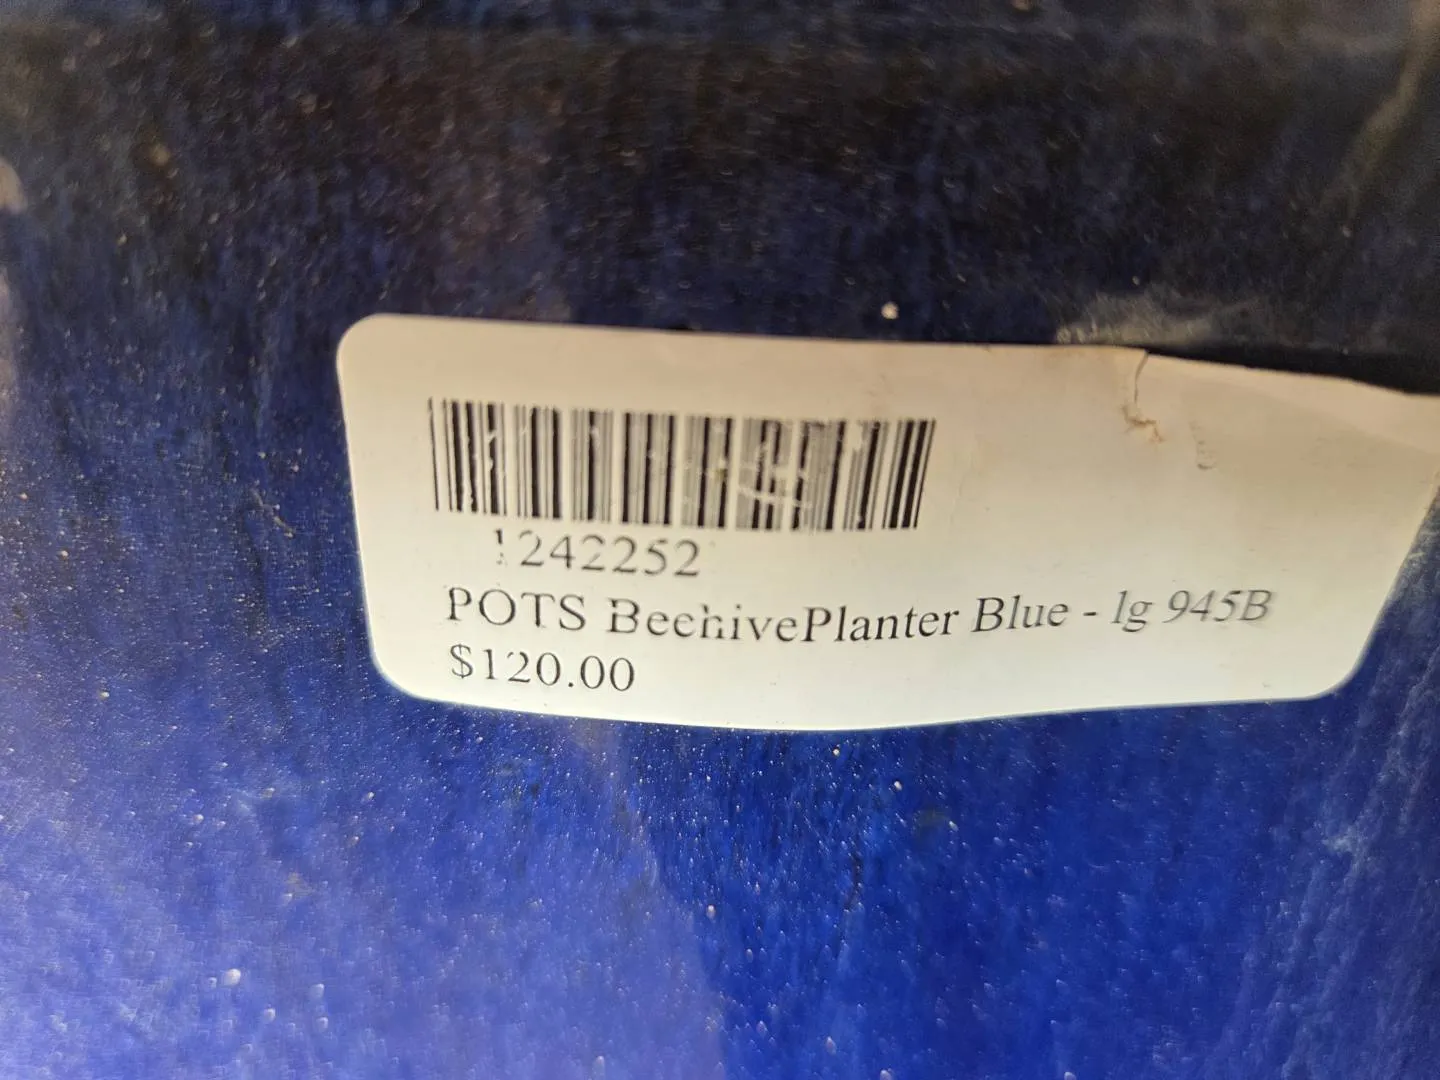 1242252
POTS BeehivePlanter Blue - lg 945B
$120.00